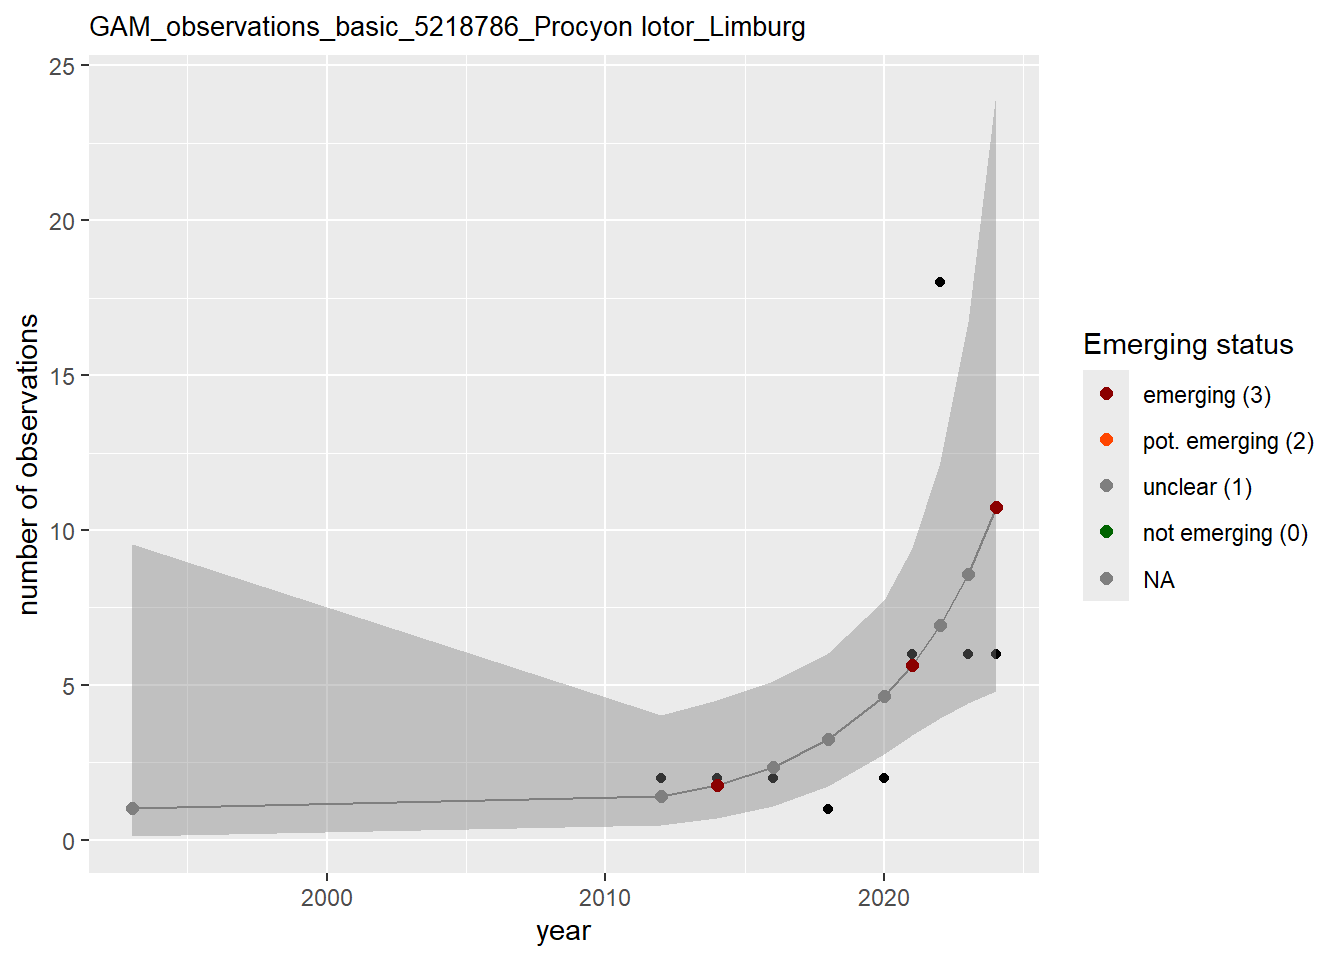 GAM_observations_basic_5218786_Procyon lotor_Limburg
25
20
15
10
5
0
number of observations
2000
2010
2020
year
Emerging status
emerging (3)
pot. emerging (2)
unclear (1)
not emerging (0)
NA